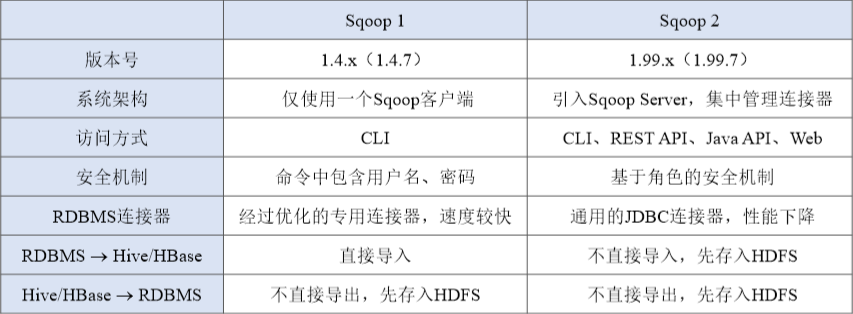 Sqoop 1 Sqoop 2
版本号 1.4.x（1.4.7） 1.99.x（1.99.7）
系统架构 仅使用一个Sqoop客户端 引入Sqoop Server，集中管理连接器
访问方式 CLI CLI、REST API、Java API、Web
安全机制 命令中包含用户名、密码 基于角色的安全机制
RDBMS连接器 经过优化的专用连接器，速度较快 通用的JDBC连接器，性能下降
RDBMS → Hive/HBase 直接导入 不直接导入，先存入HDFS
Hive/HBase → RDBMS 不直接导出，先存入HDFS 不直接导出，先存入HDFS